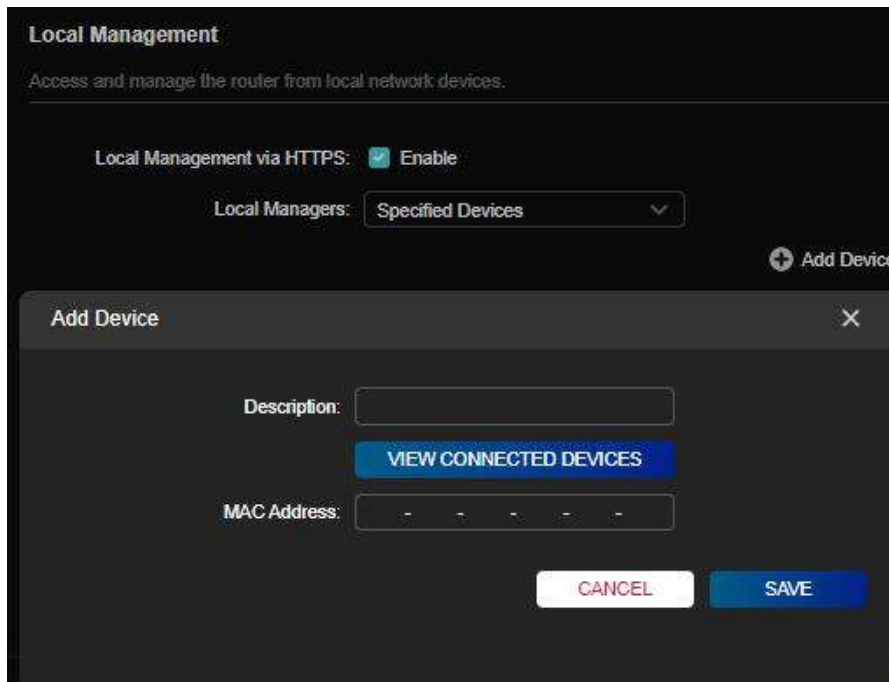 Local Management
Access and manage the router from local network devices.
Local Management via HTTPS: Enable
Local Managers: Specified Devices
Add Device
Add Device
Description:
VIEW CONNECTED DEVICES
MAC Address: - - - - -
CANCEL SAVE